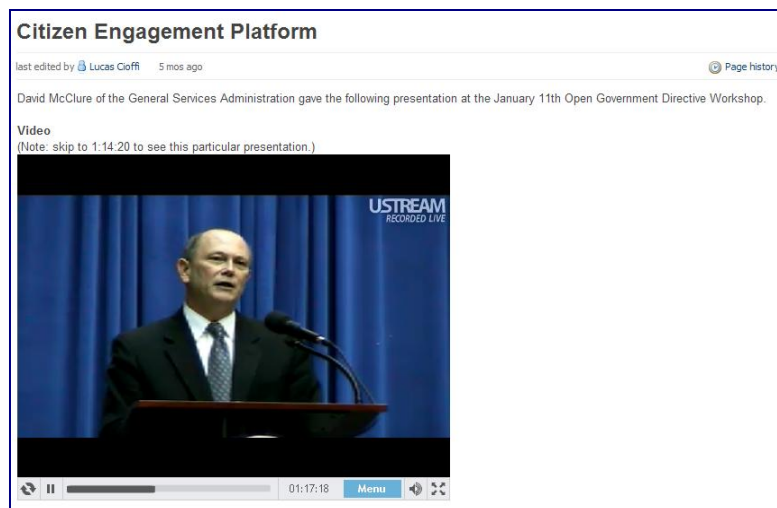 Citizen Engagement Platform
last edited by Lucas Cioffi 5 mos ago Page history
David McClure of the General Services Administration gave the following presentation at the January 11th Open Government Directive Workshop.
Video
(Note: skip to 1:14:20 to see this particular presentation.)
USTREAM
RECORDED LIVE
01:17:18 Menu